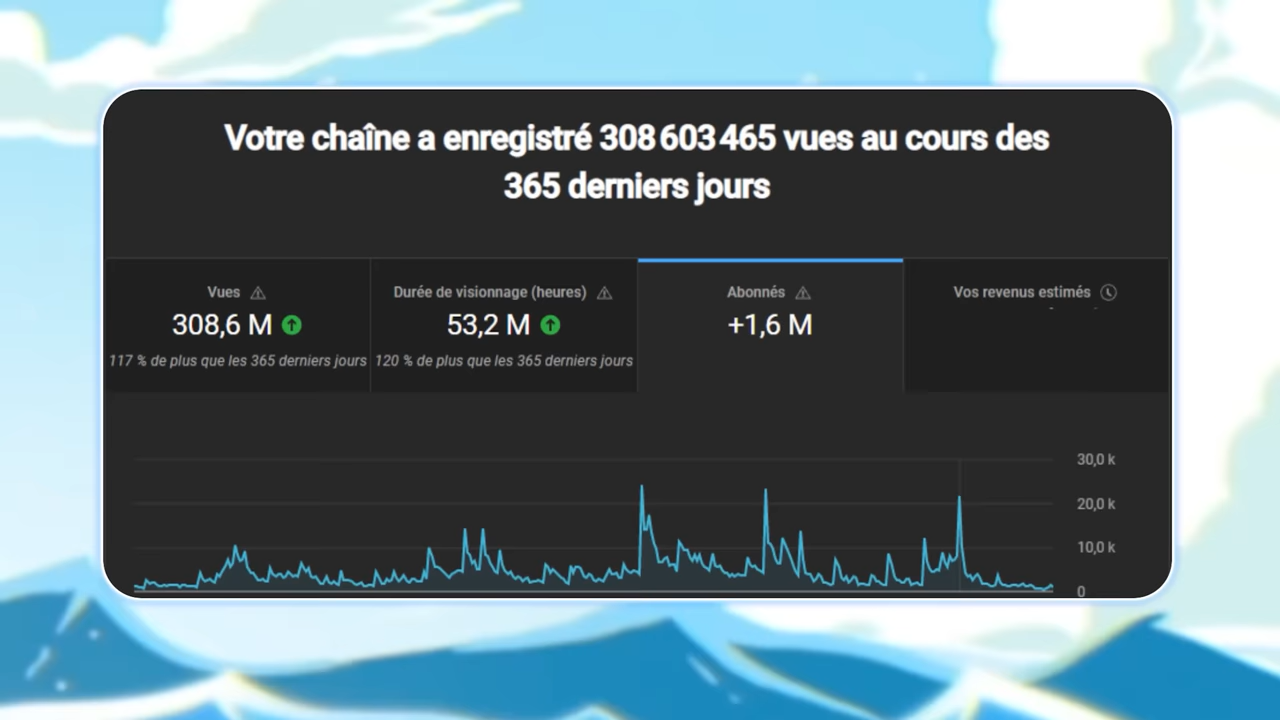 Votre chaîne a enregistré 308 603 465 vues au cours des
365 derniers jours
Vues
308,6 M
117 % de plus que les 365 derniers jours
Durée de visionnage (heures)
53,2 M
120 % de plus que les 365 derniers jours
Abonnés
+1,6 M
Vos revenus estimés
30,0 k
20,0 k
10,0 k
0